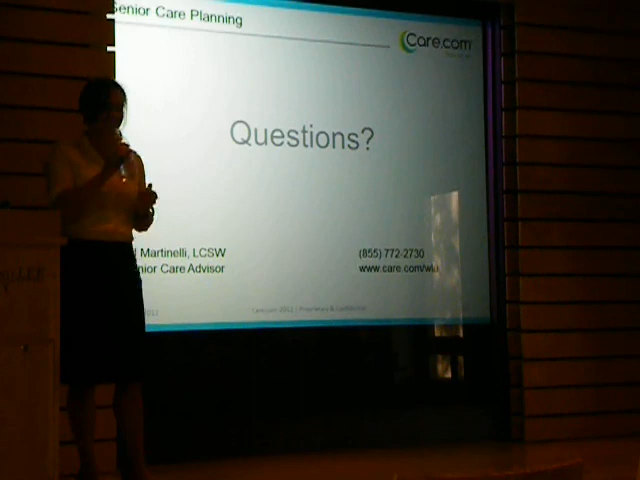 Senior Care Planning
Care.com
Questions?
Martinelli, LCSW
Senior Care Advisor
(855) 772-2730
www.care.com/